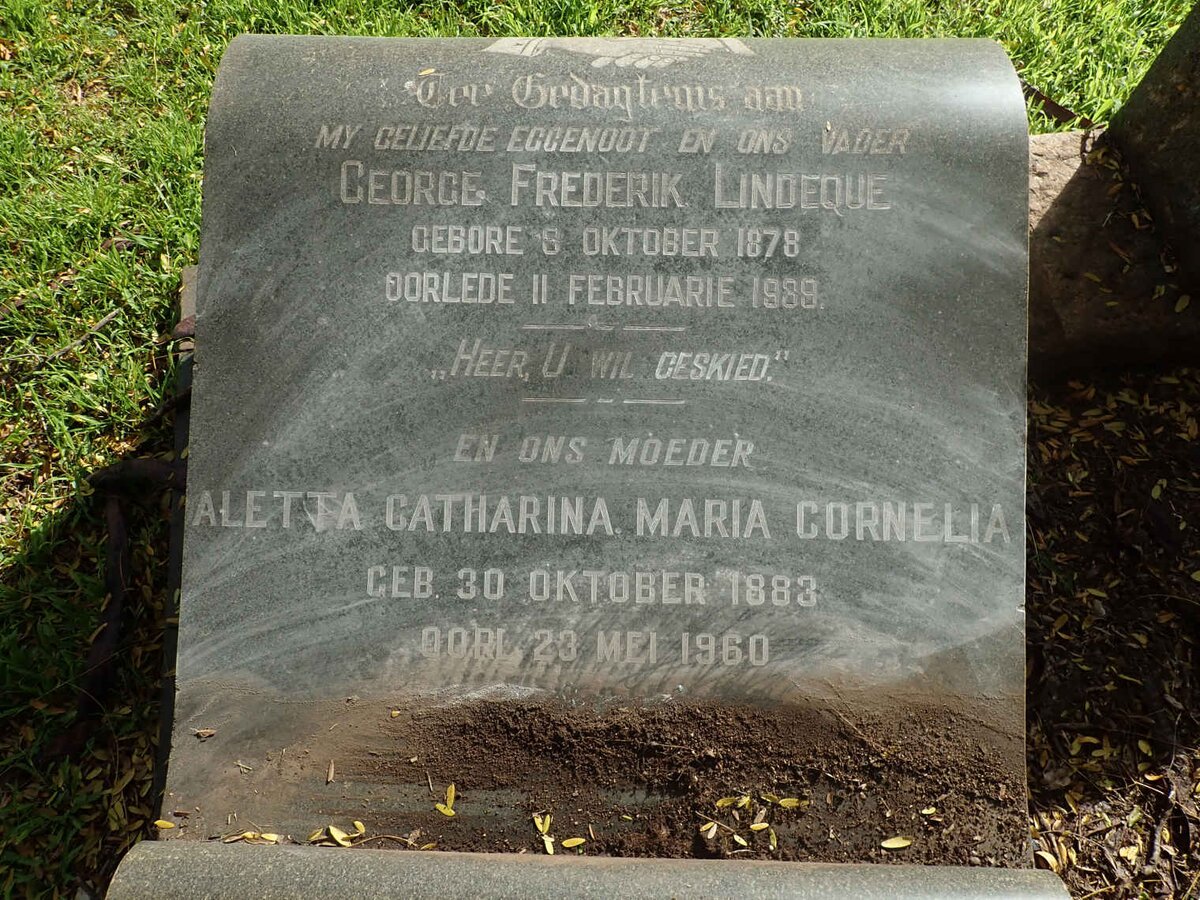 Ter Gedagtenis aan
MY GELIEFDE EGGENOOT EN ONS VADER
GEORGE FREDERIK LINDEQUE
GEBORE 6 OKTOBER 1878
OORLEDE 11 FEBRUARIE 1939.
„HEER, U WIL GESKIED."
EN ONS MOEDER
ALETTA CATHARINA MARIA CORNELIA
GEB. 30 OKTOBER 1883
OORL. 23 MEI 1960